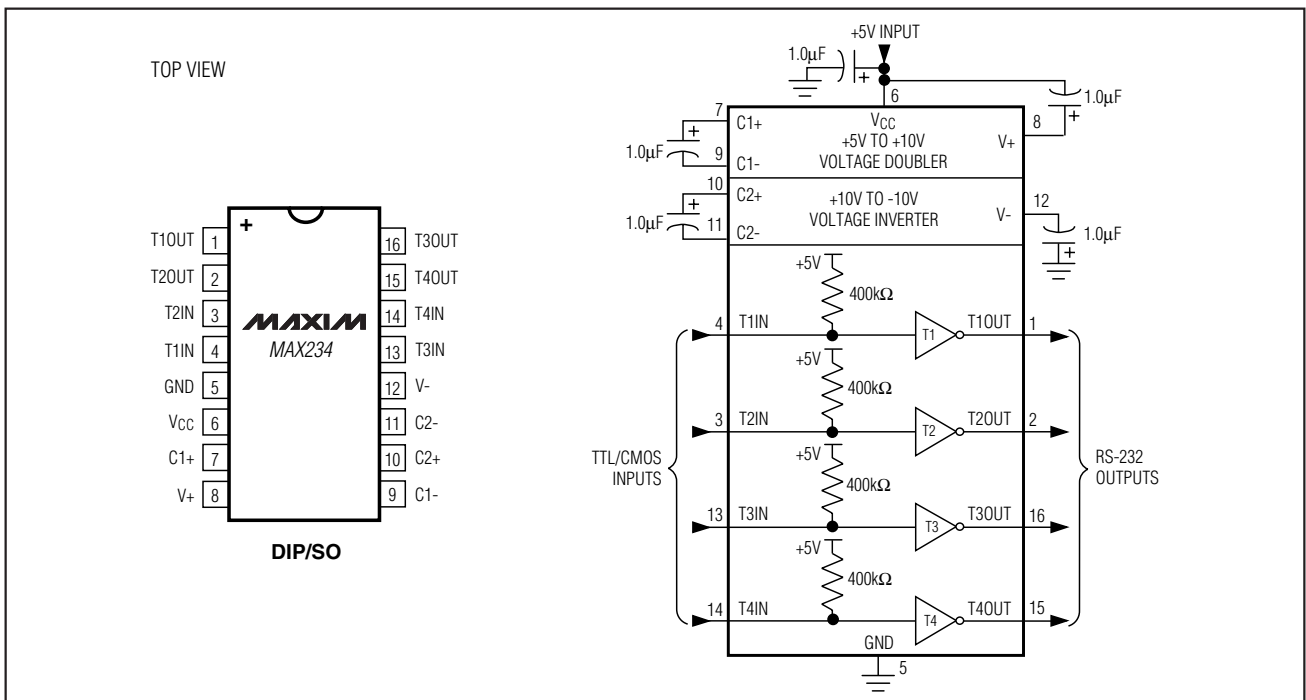 TOP VIEW
T1OUT 1
T2OUT 2
T2IN 3
T1IN 4
GND 5
VCC 6
C1+ 7
V+ 8
+
MAXIM
MAX234
16 T3OUT
15 T4OUT
14 T4IN
13 T3IN
12 V-
11 C2-
10 C2+
9 C1-
DIP/SO
+5V INPUT
1.0μF
+
6
1.0μF
+
7 C1+
+
1.0μF
9 C1-
VCC
+5V TO +10V
VOLTAGE DOUBLER
V+ 8
10 C2+
+
1.0μF
11 C2-
+10V TO -10V
VOLTAGE INVERTER
V- 12
1.0μF
+
+5V
400kΩ
4 T1IN T1 T1OUT 1
+5V
400kΩ
3 T2IN T2 T2OUT 2
+5V
400kΩ
13 T3IN T3 T3OUT 16
+5V
400kΩ
14 T4IN T4 T4OUT 15
TTL/CMOS
INPUTS
RS-232
OUTPUTS
GND
5